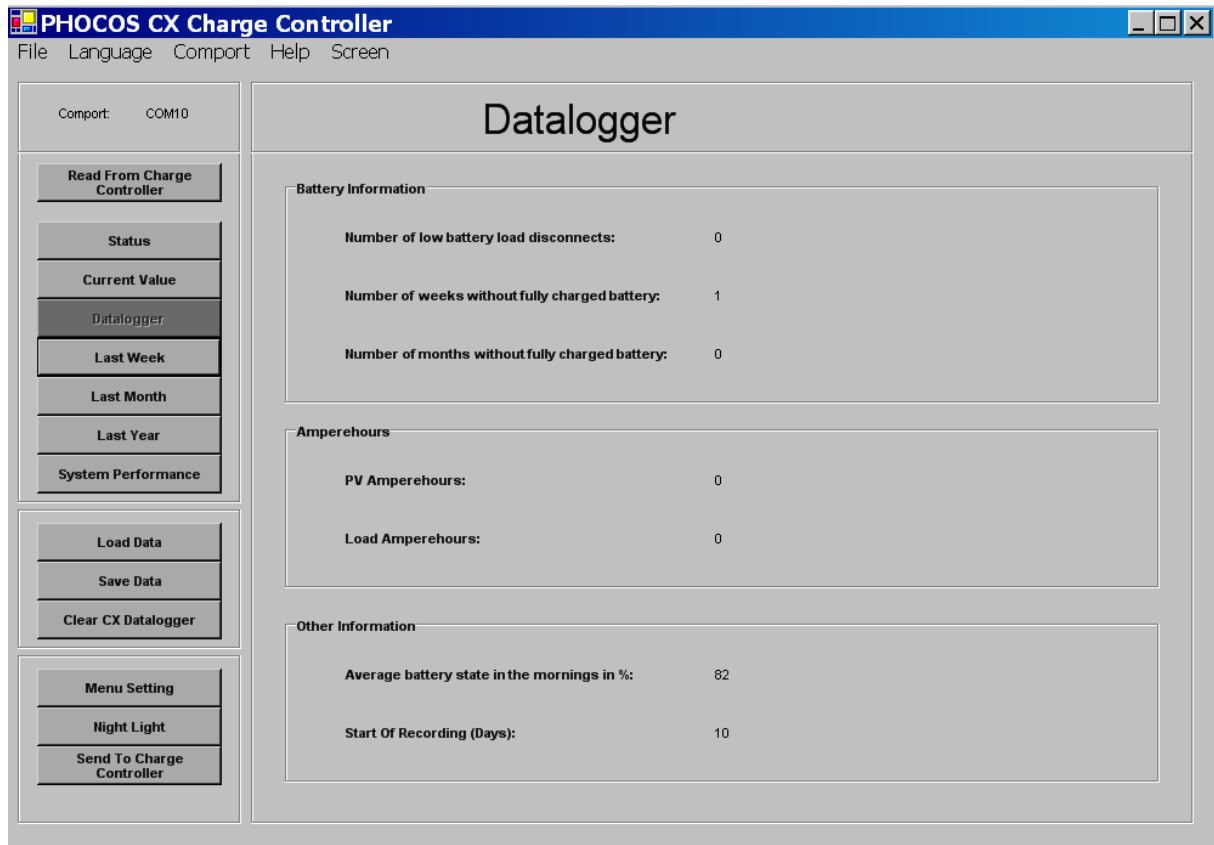 PHOCOS CX Charge Controller
File Language Comport Help Screen
Comport: COM10
Datalogger
Read From Charge
Controller
Status
Current Value
Datalogger
Last Week
Last Month
Last Year
System Performance
Load Data
Save Data
Clear CX Datalogger
Menu Setting
Night Light
Send To Charge
Controller
Battery Information
Number of low battery load disconnects: 0
Number of weeks without fully charged battery: 1
Number of months without fully charged battery: 0
Amperehours
PV Amperehours: 0
Load Amperehours: 0
Other Information
Average battery state in the mornings in %: 82
Start Of Recording (Days): 10